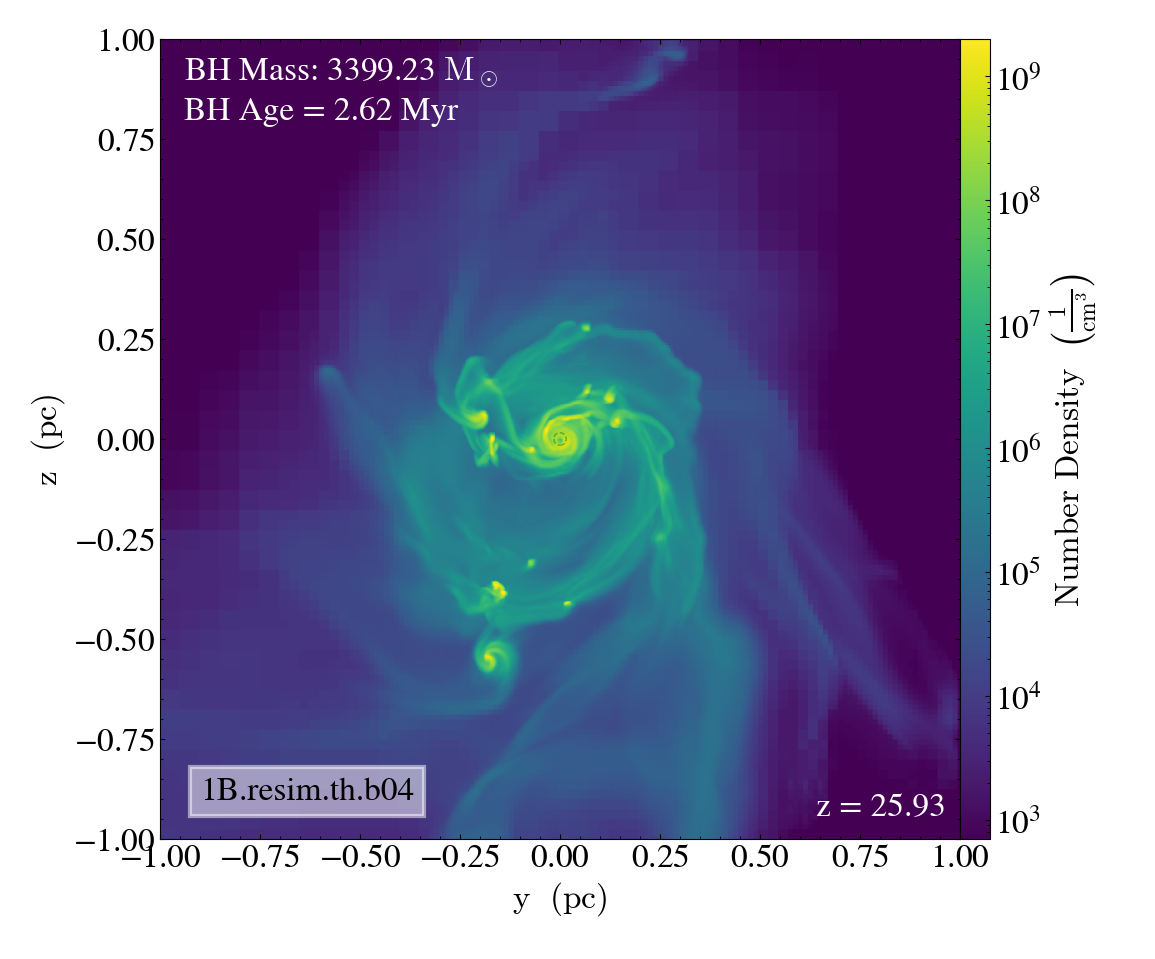 BH Mass: 3399.23 M⊙
BH Age = 2.62 Myr
1.00
0.75
0.50
0.25
0.00
−0.25
−0.50
−0.75
−1.00
z (pc)
1B.resim.th.b04
z = 25.93
−1.00 −0.75 −0.50 −0.25 0.00 0.25 0.50 0.75 1.00
y (pc)
10⁹
10⁸
10⁷
10⁶
10⁵
10⁴
10³
Number Density (1/cm³)